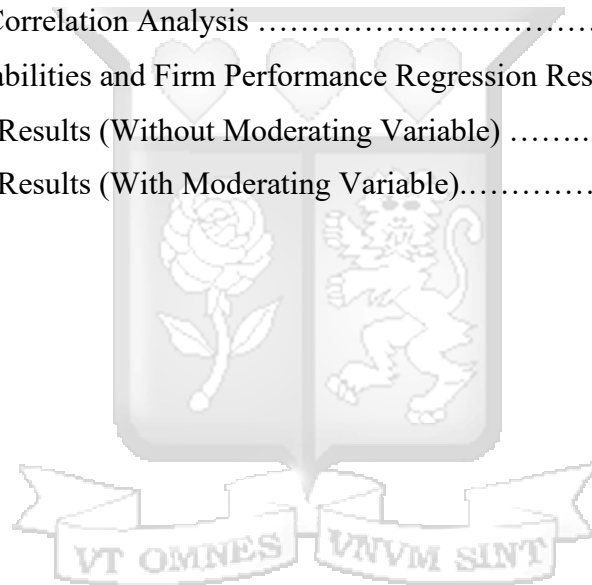 Correlation Analysis ……………………………
abilities and Firm Performance Regression Res
Results (Without Moderating Variable) ……..
Results (With Moderating Variable)……………
VT OMNES VNVM SINT